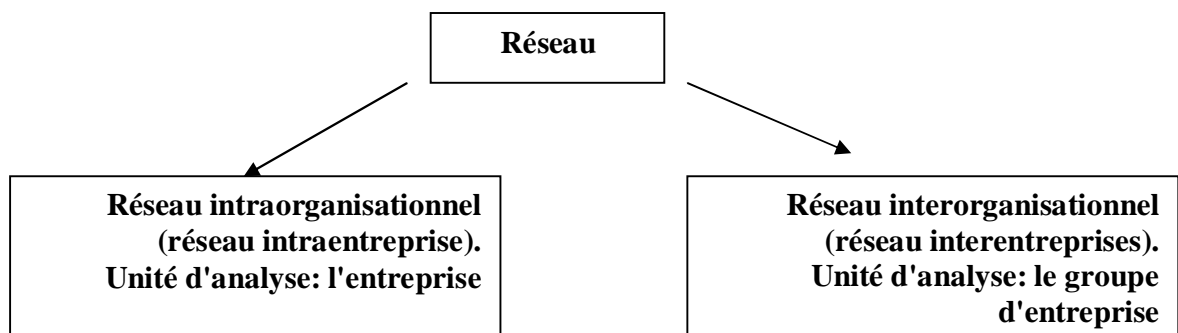 Réseau
Réseau intraorganisationnel
(réseau intraentreprise).
Unité d'analyse: l'entreprise
Réseau interorganisationnel
(réseau interentreprises).
Unité d'analyse: le groupe
d'entreprise